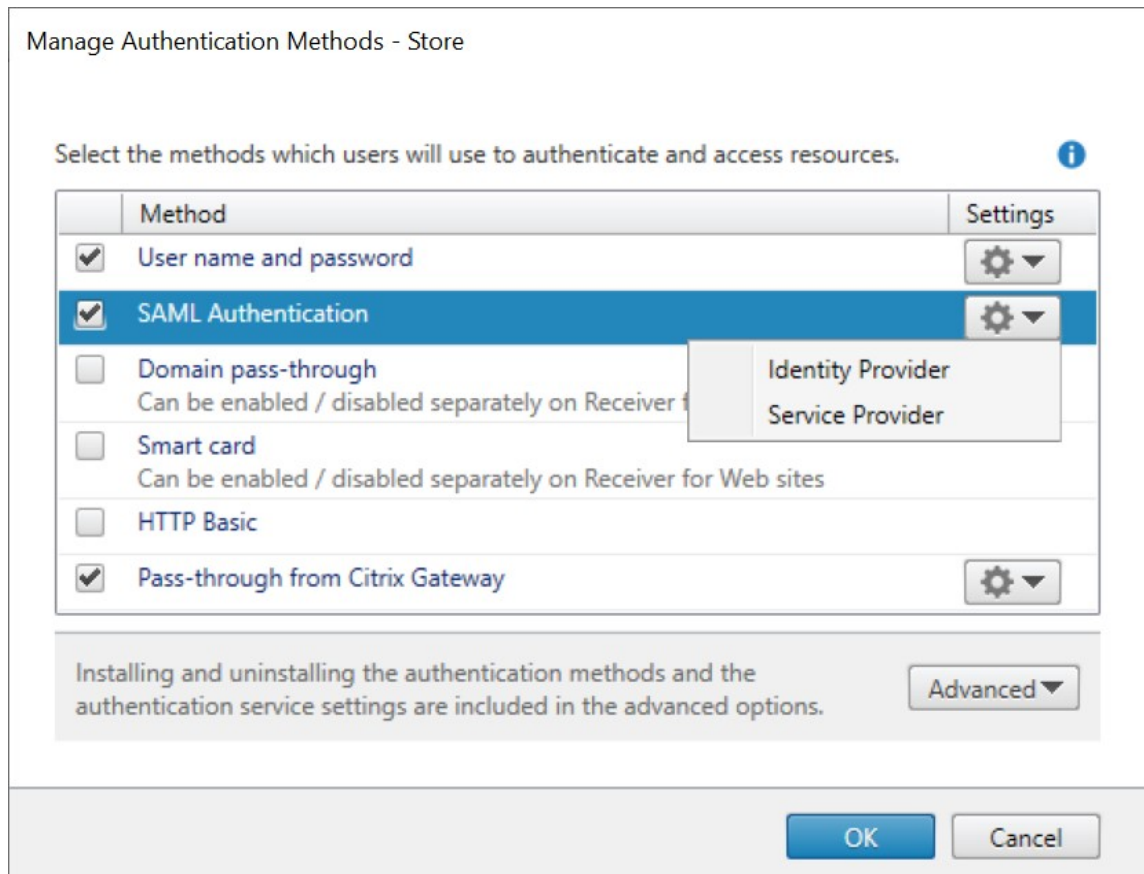 Manage Authentication Methods - Store
Select the methods which users will use to authenticate and access resources.
Method Settings
User name and password
SAML Authentication
Identity Provider
Service Provider
Domain pass-through
Can be enabled / disabled separately on Receiver
Smart card
Can be enabled / disabled separately on Receiver for Web sites
HTTP Basic
Pass-through from Citrix Gateway
Installing and uninstalling the authentication methods and the
authentication service settings are included in the advanced options.
Advanced
OK Cancel